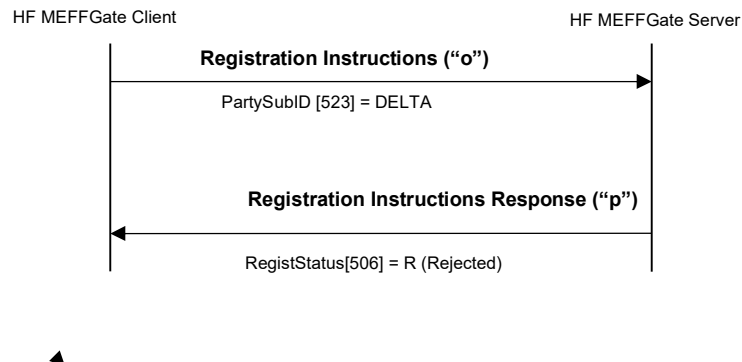 HF MEFFGate Client
HF MEFFGate Server
Registration Instructions (“o”)
PartySubID [523] = DELTA
Registration Instructions Response (“p”)
RegistStatus[506] = R (Rejected)